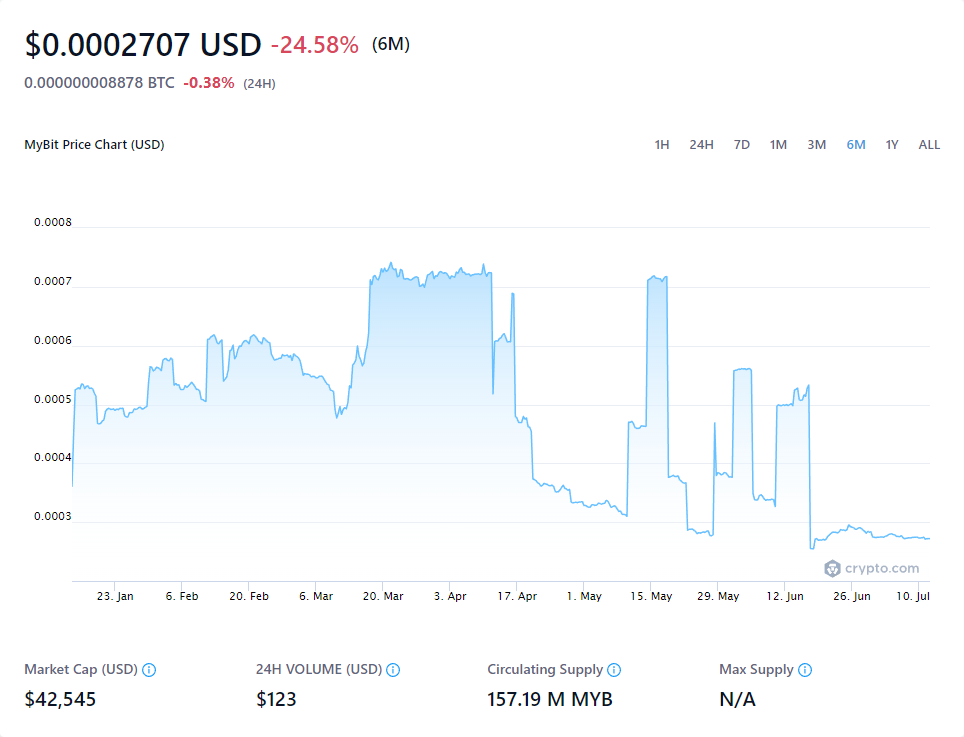 $0.0002707 USD -24.58% (6M)
0.000000008878 BTC -0.38% (24H)
MyBit Price Chart (USD) 1H 24H 7D 1M 3M 6M 1Y ALL
0.0008
0.0007
0.0006
0.0005
0.0004
0.0003
crypto.com
23. Jan 6. Feb 20. Feb 6. Mar 20. Mar 3. Apr 17. Apr 1. May 15. May 29. May 12. Jun 26. Jun 10. Jul
Market Cap (USD) 24H VOLUME (USD) Circulating Supply Max Supply
$42,545 $123 157.19 M MYB N/A